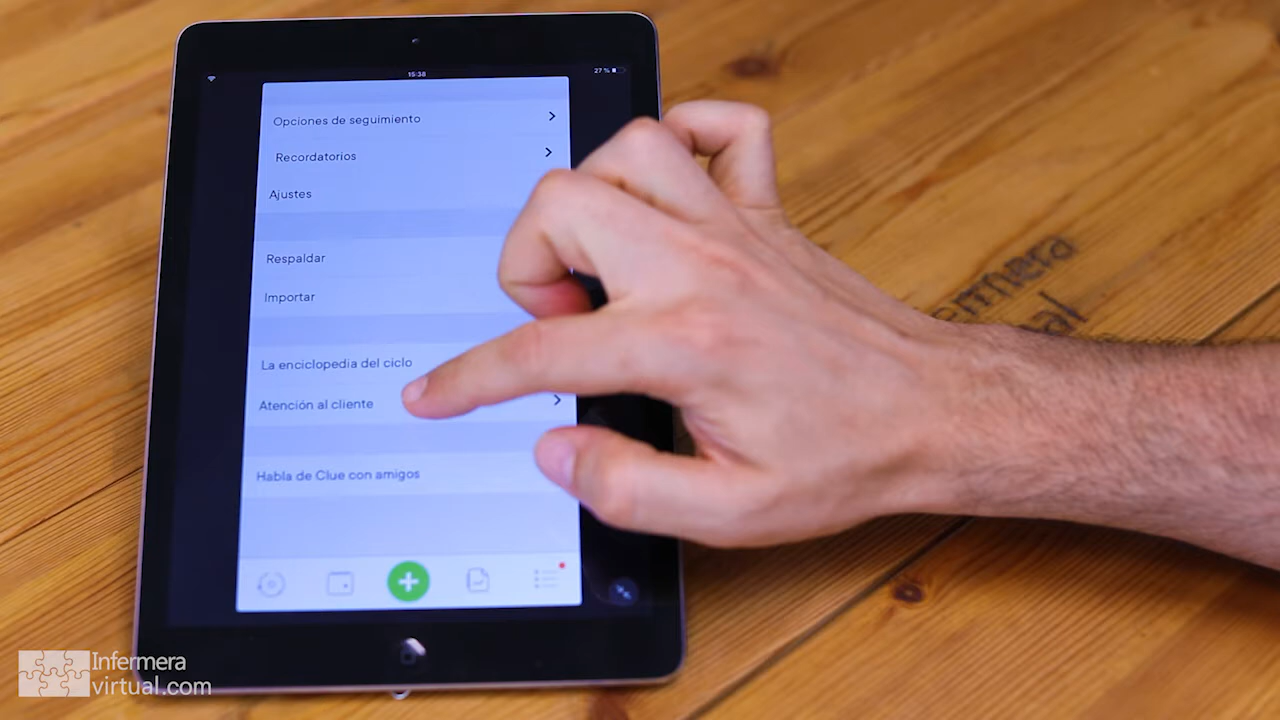 15:38
27 %
Opciones de seguimiento
Recordatorios
Ajustes
Respaldar
Importar
La enciclopedia del ciclo
Atención al cliente
Habla de Clue con amigos
Infermera
virtual.com